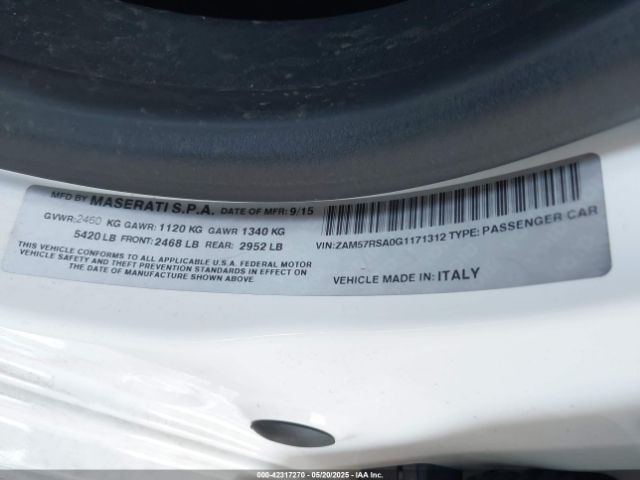 MFD BY MASERATI S.P.A. DATE OF MFR: 9/15
GVWR:2460 KG GAWR: 1120 KG GAWR 1340 KG
5420 LB FRONT: 2468 LB REAR: 2952 LB
THIS VEHICLE CONFORMS TO ALL APPLICABLE U.S.A. FEDERAL MOTOR
VEHICLE SAFETY AND THEFT PREVENTION STANDARDS IN EFFECT ON
THE DATE OF MANUFACTURE SHOWN ABOVE
VIN:ZAM57RSA0G1171312 TYPE: PASSENGER CAR
VEHICLE MADE IN: ITALY
000-42317270 - 05/20/2025 - IAA Inc.